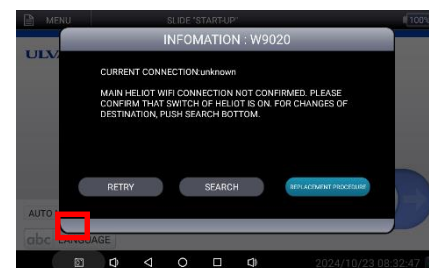 MENU
SLIDE "START-UP"
100%
INFOMATION : W9020
CURRENT CONNECTION:unknown
MAIN HELIOT WIFI CONNECTION NOT CONFIRMED. PLEASE
CONFIRM THAT SWITCH OF HELIOT IS ON. FOR CHANGES OF
DESTINATION, PUSH SEARCH BOTTOM.
RETRY
SEARCH
REPLACEMENT PROCEDURE
AUTO
abc
LANGUAGE
2024/10/23 08:32:47